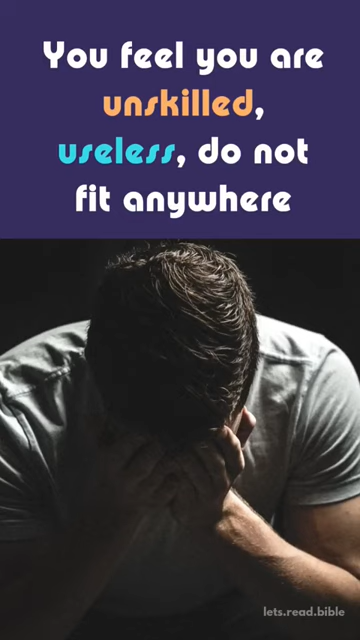 You feel you are
unskilled,
useless, do not
fit anywhere
lets.read.bible